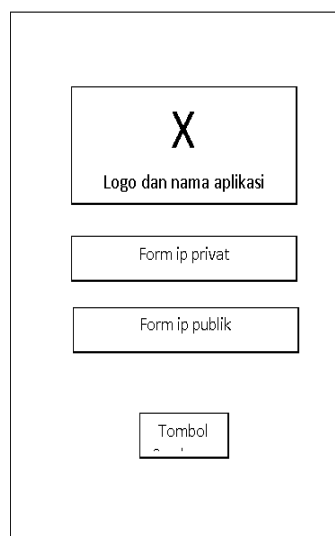 X
Logo dan nama aplikasi
Form ip privat
Form ip publik
Tombol